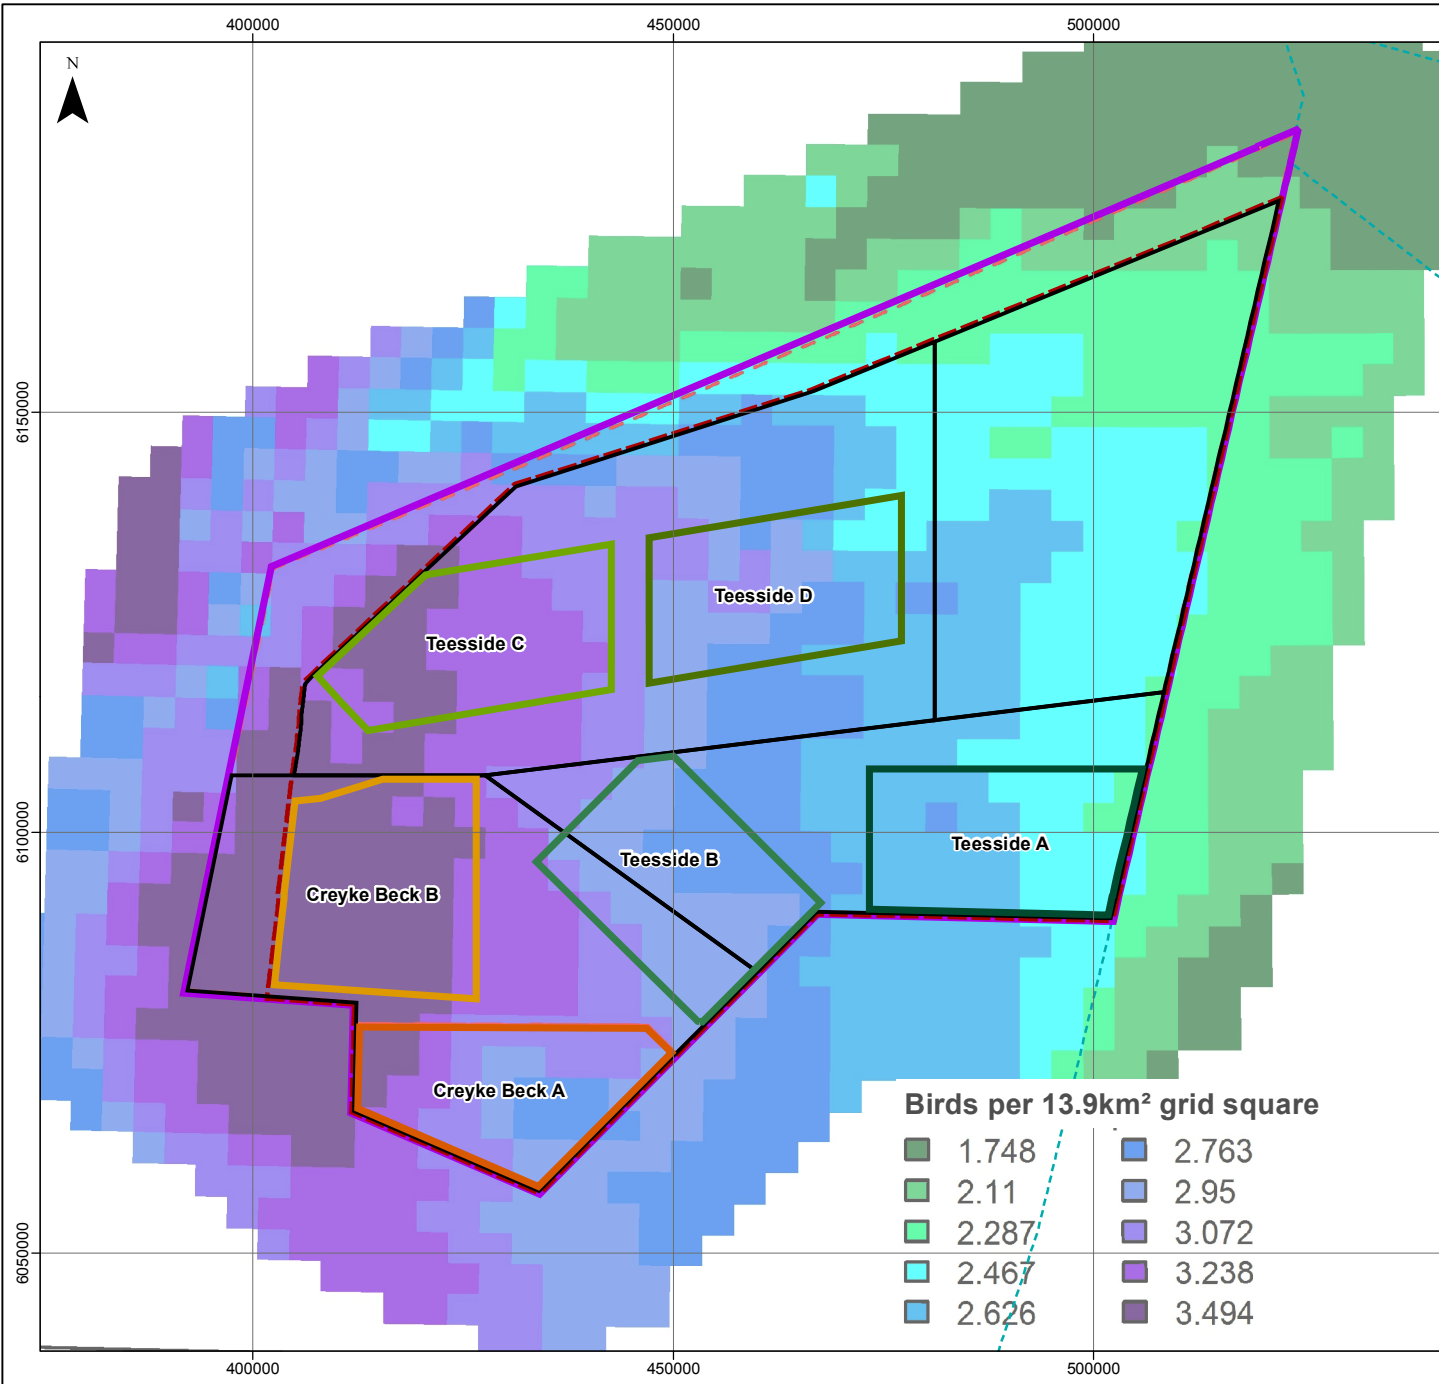 400000 450000 500000
N
6150000
Teesside D
Teesside C
6100000
Teesside A
Teesside B
Creyke Beck B
Creyke Beck A
Birds per 13.9km² grid square
1.748 2.763
2.11 2.95
2.287 3.072
6050000
2.467 3.238
2.626 3.494
400000 450000 500000